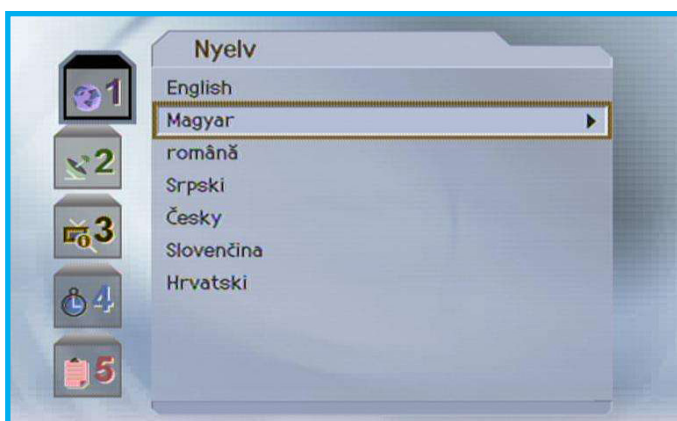 Nyelv
1
English
Magyar
2
română
Srpski
3
Česky
Slovenčina
4
Hrvatski
5